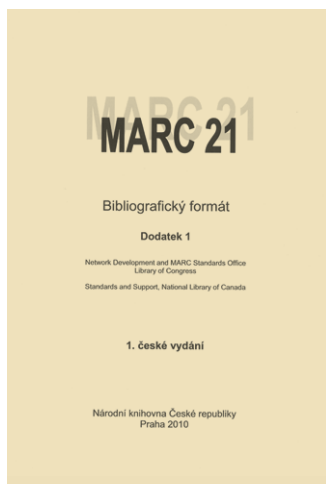 MARC 21
MARC 21
Bibliografický formát
Dodatek 1
Network Development and MARC Standards Office
Library of Congress
Standards and Support, National Library of Canada
1. české vydání
Národní knihovna České republiky
Praha 2010